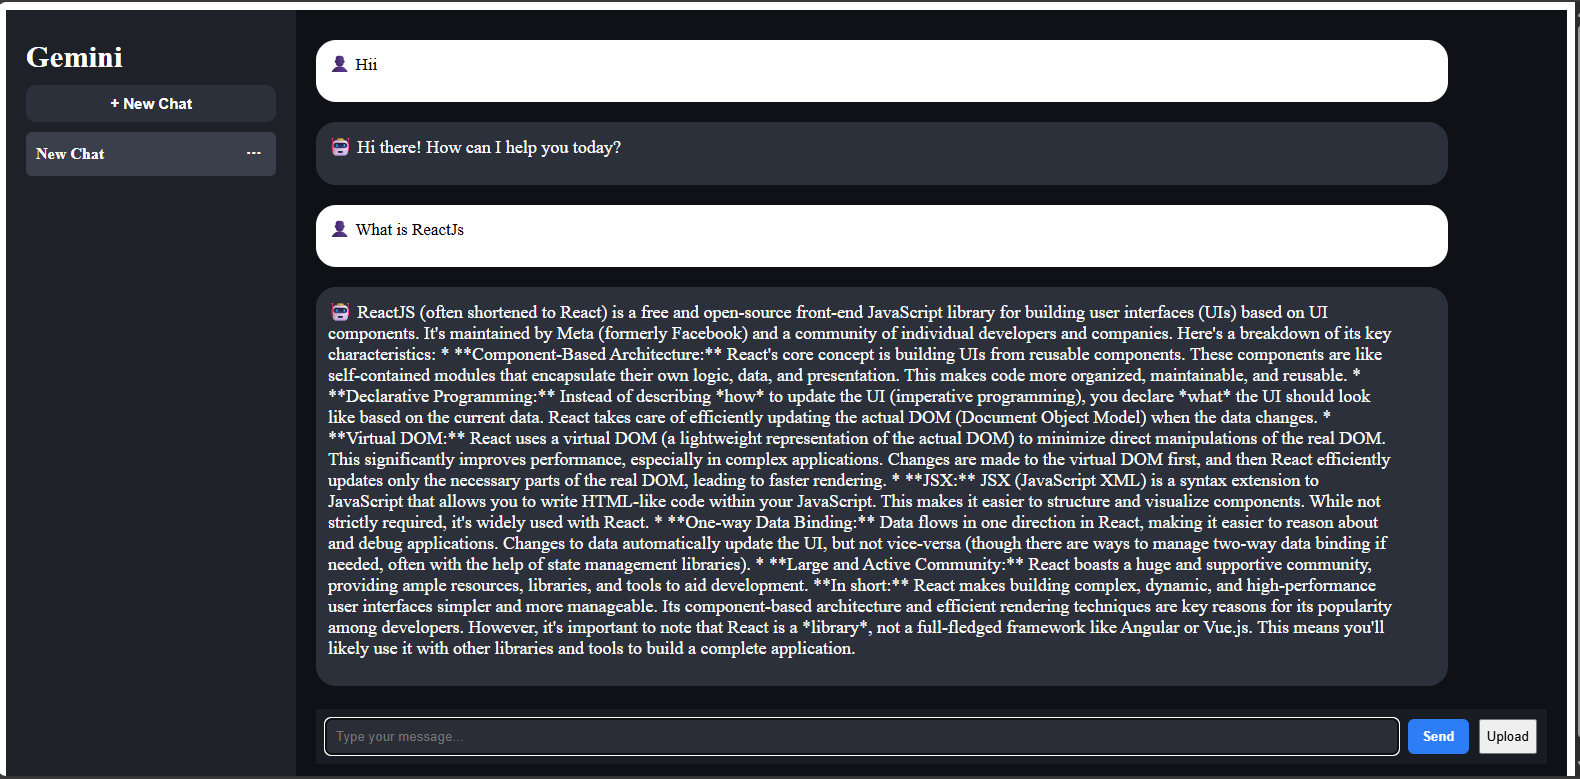 Gemini
+ New Chat
New Chat ...
Hii
Hi there! How can I help you today?
What is ReactJs
ReactJS (often shortened to React) is a free and open-source front-end JavaScript library for building user interfaces (UIs) based on UI
components. It's maintained by Meta (formerly Facebook) and a community of individual developers and companies. Here's a breakdown of its key
characteristics: * **Component-Based Architecture:** React's core concept is building UIs from reusable components. These components are like
self-contained modules that encapsulate their own logic, data, and presentation. This makes code more organized, maintainable, and reusable. *
**Declarative Programming:** Instead of describing *how* to update the UI (imperative programming), you declare *what* the UI should look
like based on the current data. React takes care of efficiently updating the actual DOM (Document Object Model) when the data changes. *
**Virtual DOM:** React uses a virtual DOM (a lightweight representation of the actual DOM) to minimize direct manipulations of the real DOM.
This significantly improves performance, especially in complex applications. Changes are made to the virtual DOM first, and then React efficiently
updates only the necessary parts of the real DOM, leading to faster rendering. * **JSX:** JSX (JavaScript XML) is a syntax extension to
JavaScript that allows you to write HTML-like code within your JavaScript. This makes it easier to structure and visualize components. While not
strictly required, it's widely used with React. * **One-way Data Binding:** Data flows in one direction in React, making it easier to reason about
and debug applications. Changes to data automatically update the UI, but not vice-versa (though there are ways to manage two-way data binding if
needed, often with the help of state management libraries). * **Large and Active Community:** React boasts a huge and supportive community,
providing ample resources, libraries, and tools to aid development. **In short:** React makes building complex, dynamic, and high-performance
user interfaces simpler and more manageable. Its component-based architecture and efficient rendering techniques are key reasons for its popularity
among developers. However, it's important to note that React is a *library*, not a full-fledged framework like Angular or Vue.js. This means you'll
likely use it with other libraries and tools to build a complete application.
Type your message...
Send
Upload